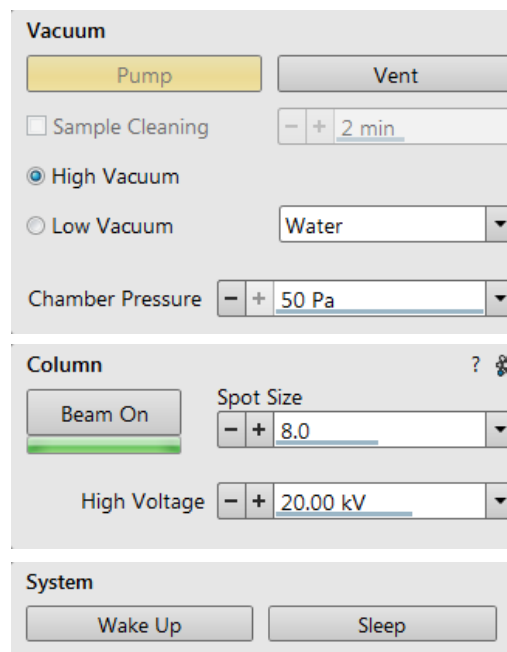 Vacuum
Pump Vent
Sample Cleaning - + 2 min
High Vacuum
Low Vacuum Water
Chamber Pressure - + 50 Pa
Column ?
Beam On
Spot Size
- + 8.0
High Voltage - + 20.00 kV
System
Wake Up Sleep